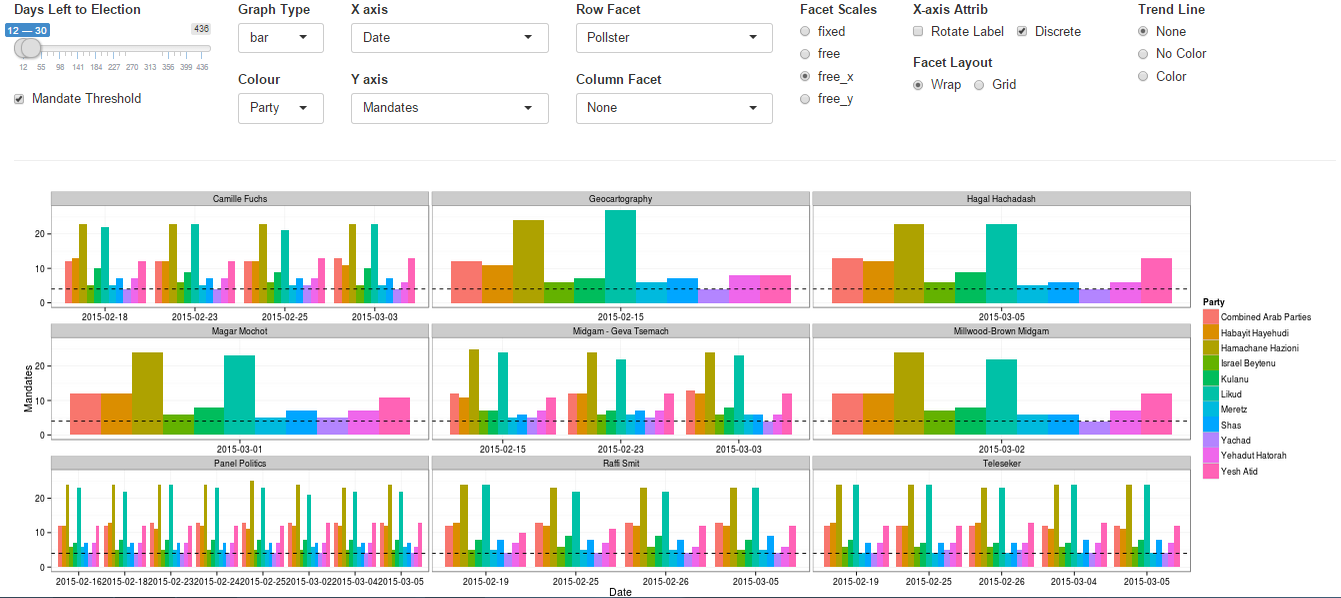 Days Left to Election Graph Type X axis Row Facet Facet Scales X-axis Attrib Trend Line
12 — 30 436 bar Date Pollster fixed Rotate Label Discrete None
free Facet Layout No Color
12 55 98 141 184 227 270 313 356 399 436 Colour Y axis Column Facet free_x Wrap Grid Color
Mandate Threshold Party Mandates None free_y
Camille Fuchs Geocartography Hagal Hachadash
20
10
0
2015-02-18 2015-02-23 2015-02-25 2015-03-03 2015-02-15 2015-03-05
Magar Mochot Midgam - Geva Tsemach Millwood-Brown Midgam
20
10
0
2015-03-01 2015-02-15 2015-02-23 2015-03-03 2015-03-02
Panel Politics Raffi Smit Teleseker
20
10
0
2015-02-16 2015-02-18 2015-02-23 2015-02-24 2015-02-25 2015-03-02 2015-03-04 2015-03-05 2015-02-19 2015-02-25 2015-02-26 2015-03-05 2015-02-19 2015-02-25 2015-02-26 2015-03-04 2015-03-05
Mandates
Date
Party
Combined Arab Parties
Habayit Hayehudi
Hamachane Hazioni
Israel Beytenu
Kulanu
Likud
Meretz
Shas
Yachad
Yehadut Hatorah
Yesh Atid